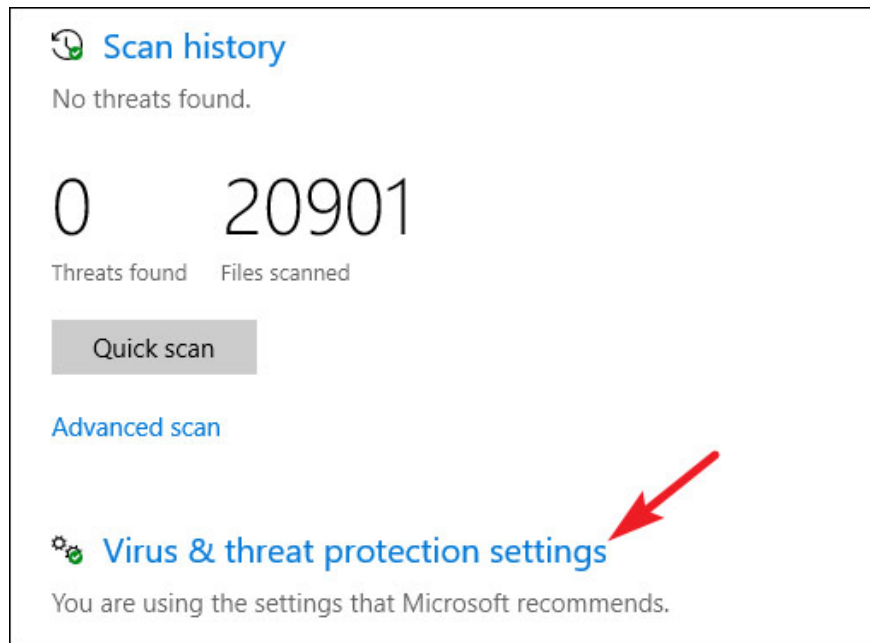 Scan history
No threats found.
0 20901
Threats found Files scanned
Quick scan
Advanced scan
Virus & threat protection settings
You are using the settings that Microsoft recommends.